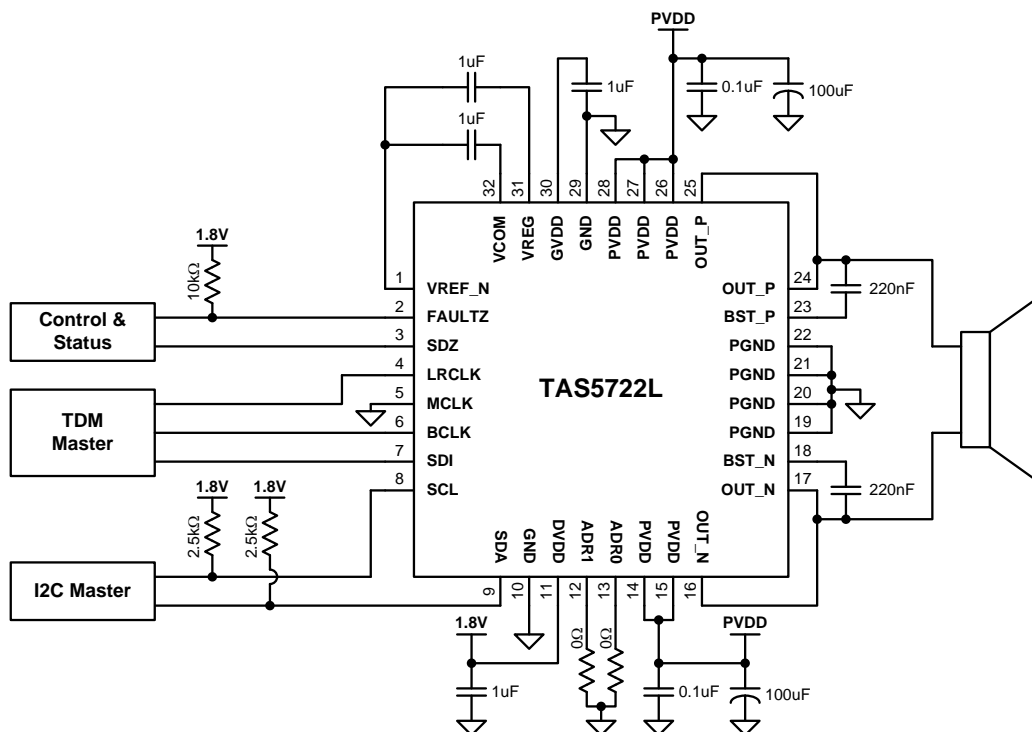 PVDD
1uF
1uF
1uF
0.1uF
100uF
32
31
30
29
28
27
26
25
VCOM
VREG
GVDD
GND
PVDD
PVDD
PVDD
OUT_P
1.8V
10kΩ
Control &
Status
TDM
Master
I2C Master
1
2
3
4
5
6
7
8
VREF_N
FAULTZ
SDZ
LRCLK
MCLK
BCLK
SDI
SCL
TAS5722L
OUT_P
BST_P
PGND
PGND
PGND
PGND
BST_N
OUT_N
24
23
22
21
20
19
18
17
220nF
220nF
1.8V
1.8V
2.5kΩ
2.5kΩ
SDA
GND
DVDD
ADR1
ADR0
PVDD
PVDD
OUT_N
9
10
11
12
13
14
15
16
1.8V
0Ω
0Ω
PVDD
1uF
0.1uF
100uF